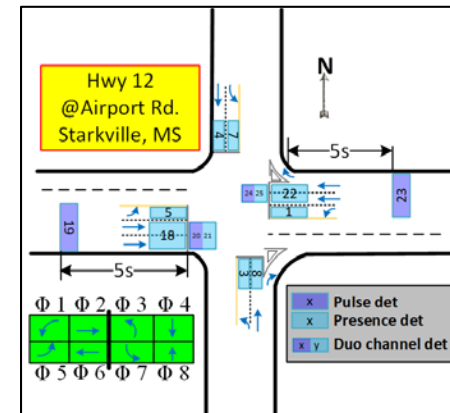 Hwy 12
@Airport Rd.
Starkville, MS
N
4 7
5s
24 25
22
23
1
5
19
18
20 21
3 8
5s
Φ 1 Φ 2 Φ 3 Φ 4
Φ 5 Φ 6 Φ 7 Φ 8
x Pulse det
x Presence det
x y Duo channel det